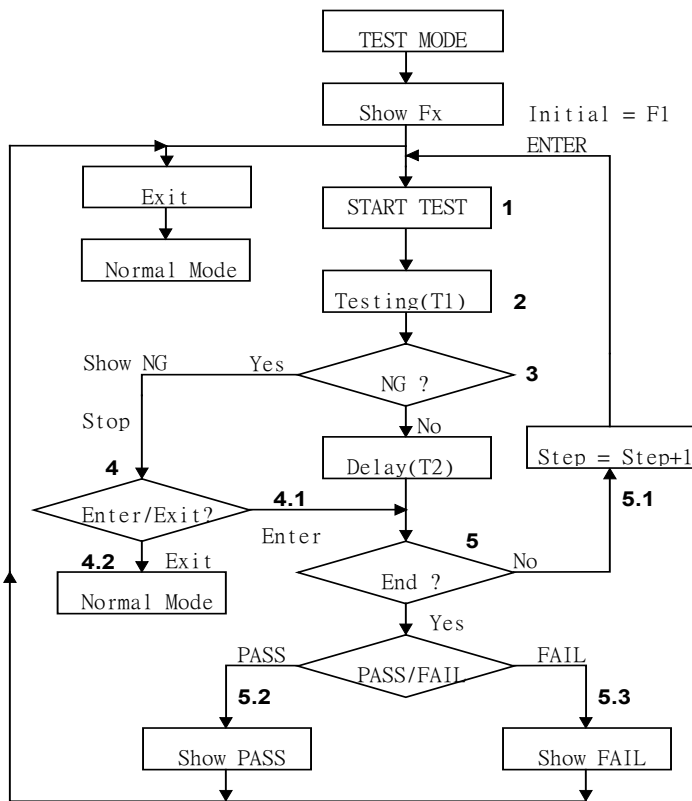 TEST MODE
Show Fx
Initial = F1
ENTER
Exit
START TEST
1
Normal Mode
Testing(T1)
2
Show NG
Yes
NG ?
3
Stop
No
Delay(T2)
Step = Step+1
4
Enter/Exit?
4.1
Enter
5
5.1
4.2
Exit
Normal Mode
End ?
No
Yes
PASS
PASS/FAIL
FAIL
5.2
5.3
Show PASS
Show FAIL